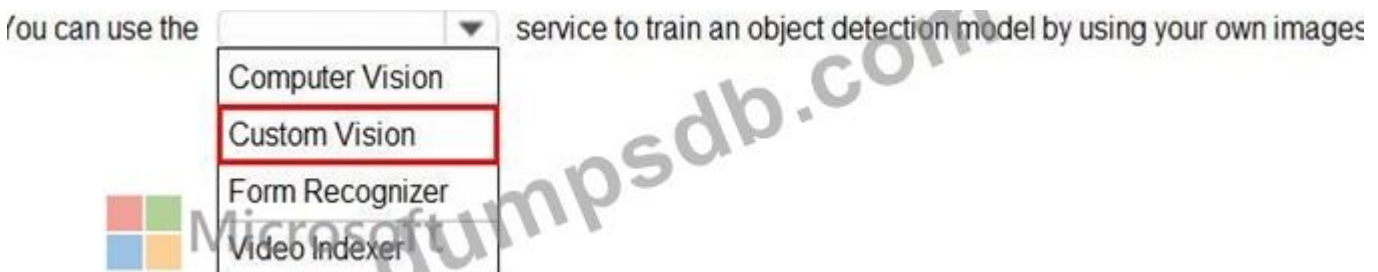 You can use the service to train an object detection model by using your own images
Computer Vision
Custom Vision
Form Recognizer
Microsoft
Video Indexer
dumpsdb.com